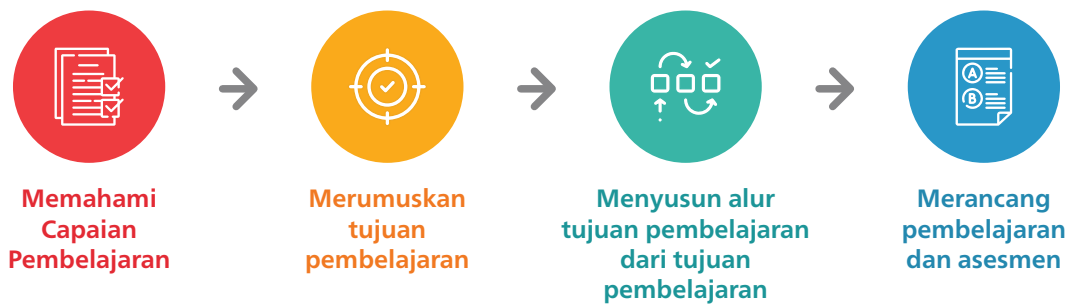 A
B
Memahami
Capaian
Pembelajaran
Merumuskan
tujuan
pembelajaran
Menyusun alur
tujuan pembelajaran
dari tujuan
pembelajaran
Merancang
pembelajaran
dan asesmen